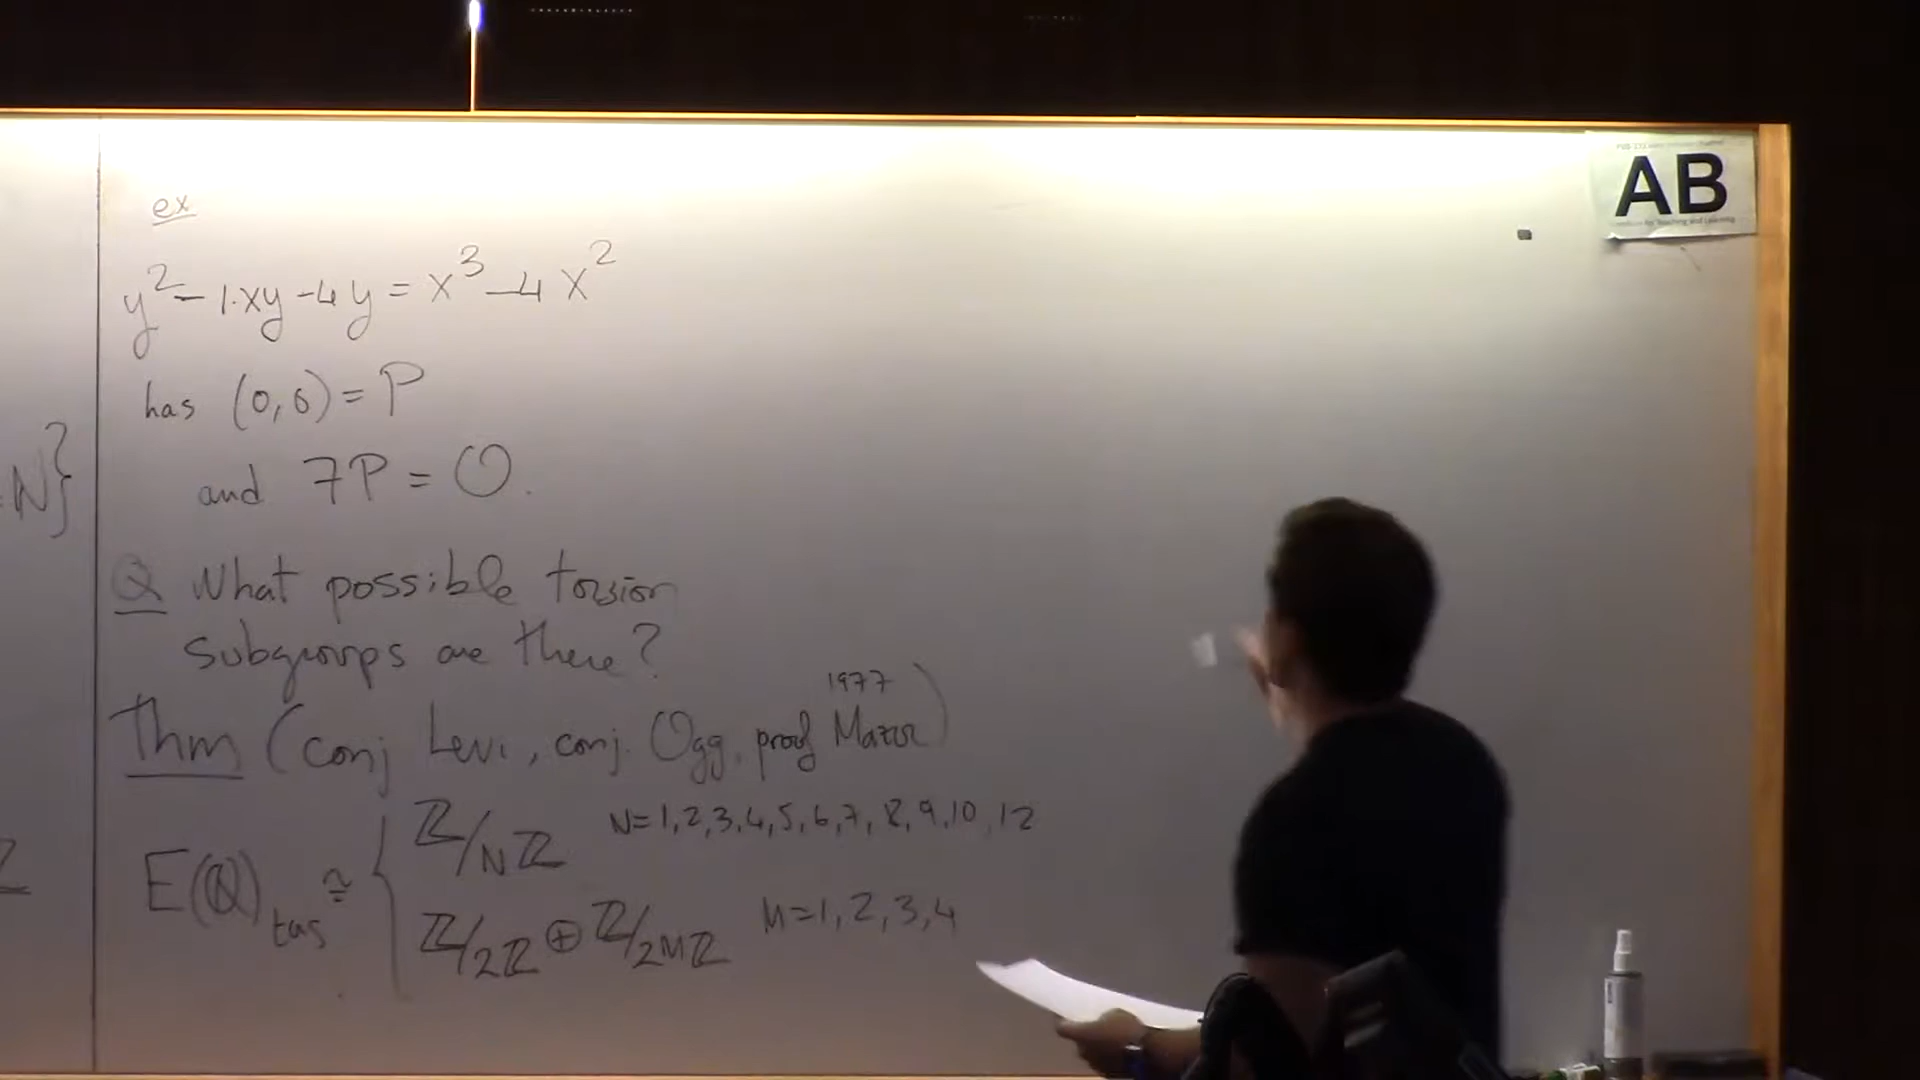 AB
ex
y² - 1·xy - 4y = x³ - 4x²
has (0,0) = P
and 7P = O.
N}
Q What possible torsion
subgroups are there?
1977
Thm (conj Levi, conj. Ogg, proof Mazur)
E(ℚ)tors ≅ {
ℤ/Nℤ N=1,2,3,4,5,6,7,8,9,10,12
ℤ/2ℤ ⊕ ℤ/2Mℤ M=1,2,3,4